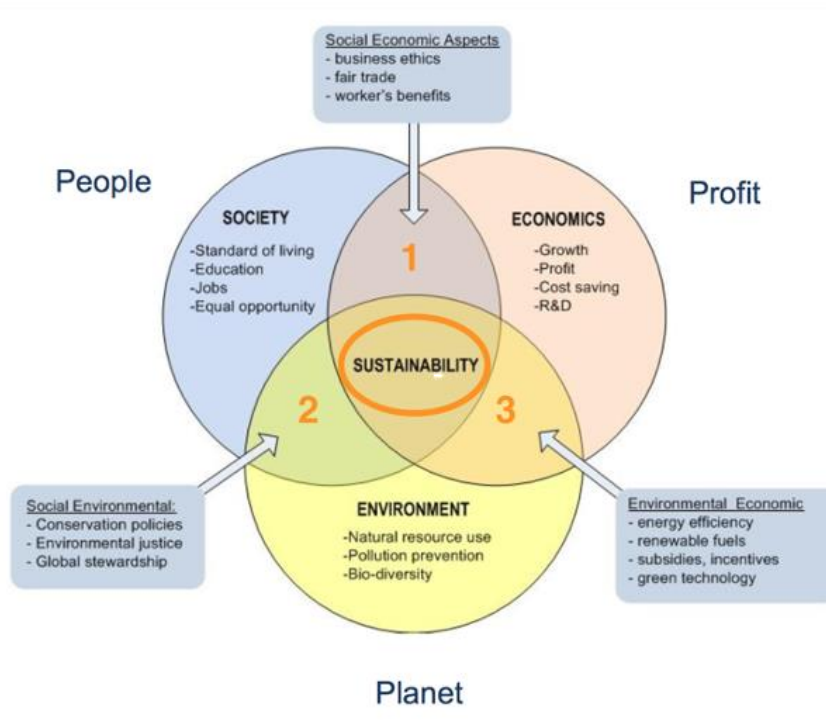 Social Economic Aspects
- business ethics
- fair trade
- worker's benefits
People
Profit
SOCIETY
-Standard of living
-Education
-Jobs
-Equal opportunity
ECONOMICS
-Growth
-Profit
-Cost saving
-R&D
1
SUSTAINABILITY
2
3
Social Environmental:
- Conservation policies
- Environmental justice
- Global stewardship
ENVIRONMENT
-Natural resource use
-Pollution prevention
-Bio-diversity
Environmental Economic
- energy efficiency
- renewable fuels
- subsidies, incentives
- green technology
Planet